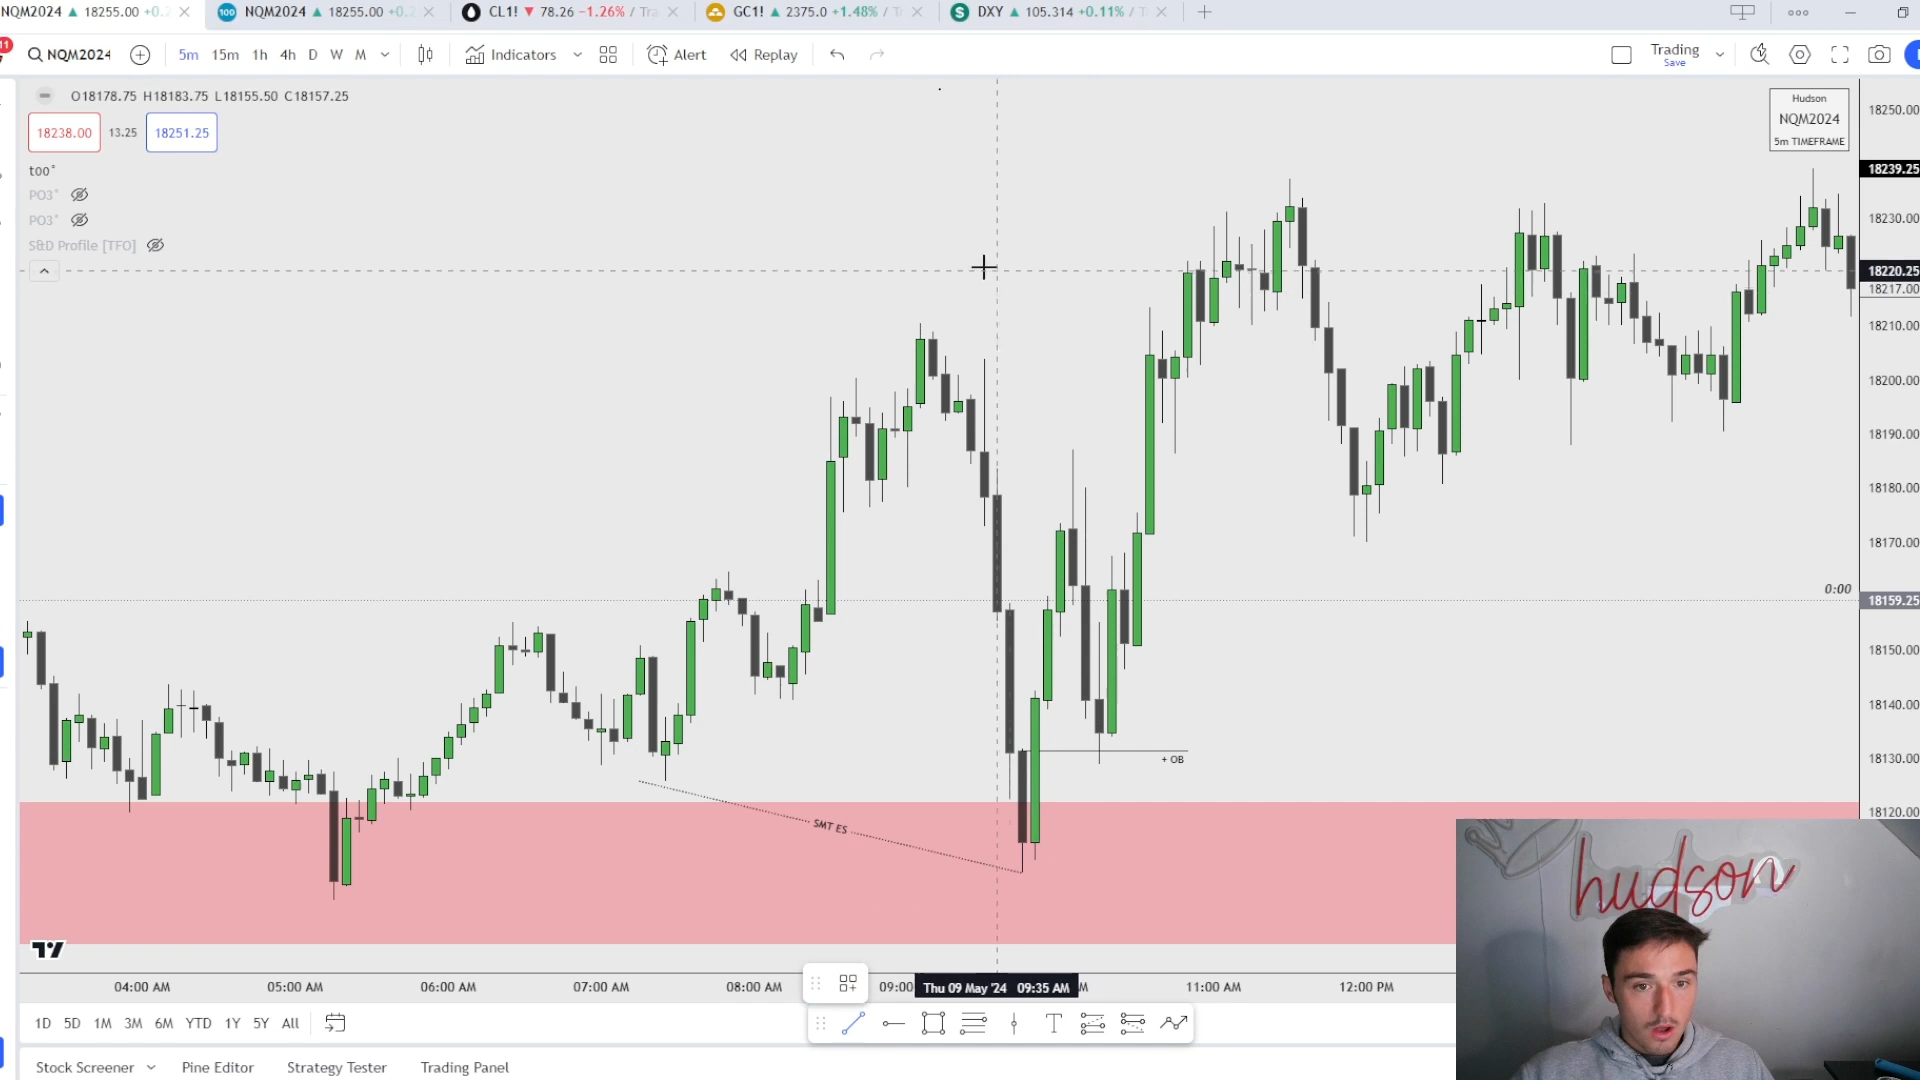 NQM2024 ▲ 18255.00 +0.2
100 NQM2024 ▲ 18255.00 +0.2
CL1! ▼ 78.26 −1.26% / Tra
GC1! ▲ 2375.0 +1.48% / T
S DXY ▲ 105.314 +0.11% / T
11
NQM2024
5m 15m 1h 4h D W M
Indicators
Alert
Replay
Trading
Save
O18178.75 H18183.75 L18155.50 C18157.25
18238.00 13.25 18251.25
too°
PO3°
PO3°
S&D Profile [TFO]
Hudson
NQM2024
5m TIMEFRAME
18250.00
18239.25
18230.00
18220.25
18217.00
18210.00
18200.00
18190.00
18180.00
18170.00
0:00
18159.25
18150.00
18140.00
18130.00
18120.00
+ OB
SMT ES
hudson
04:00 AM 05:00 AM 06:00 AM 07:00 AM 08:00 AM 09:00 Thu 09 May '24 09:35 AM M 11:00 AM 12:00 PM
1D 5D 1M 3M 6M YTD 1Y 5Y All
T
Stock Screener Pine Editor Strategy Tester Trading Panel